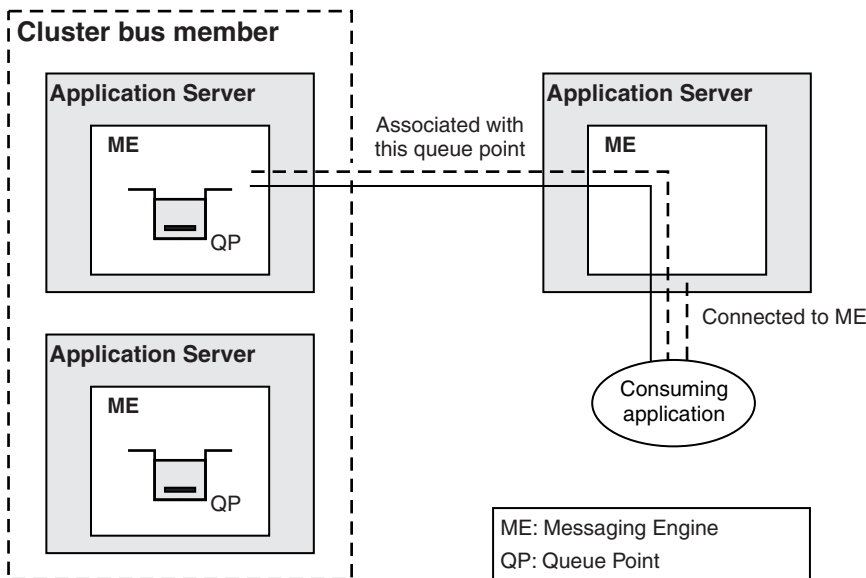 Cluster bus member
Application Server
ME
QP
Application Server
ME
QP
Associated with
this queue point
Application Server
ME
Connected to ME
Consuming
application
ME: Messaging Engine
QP: Queue Point